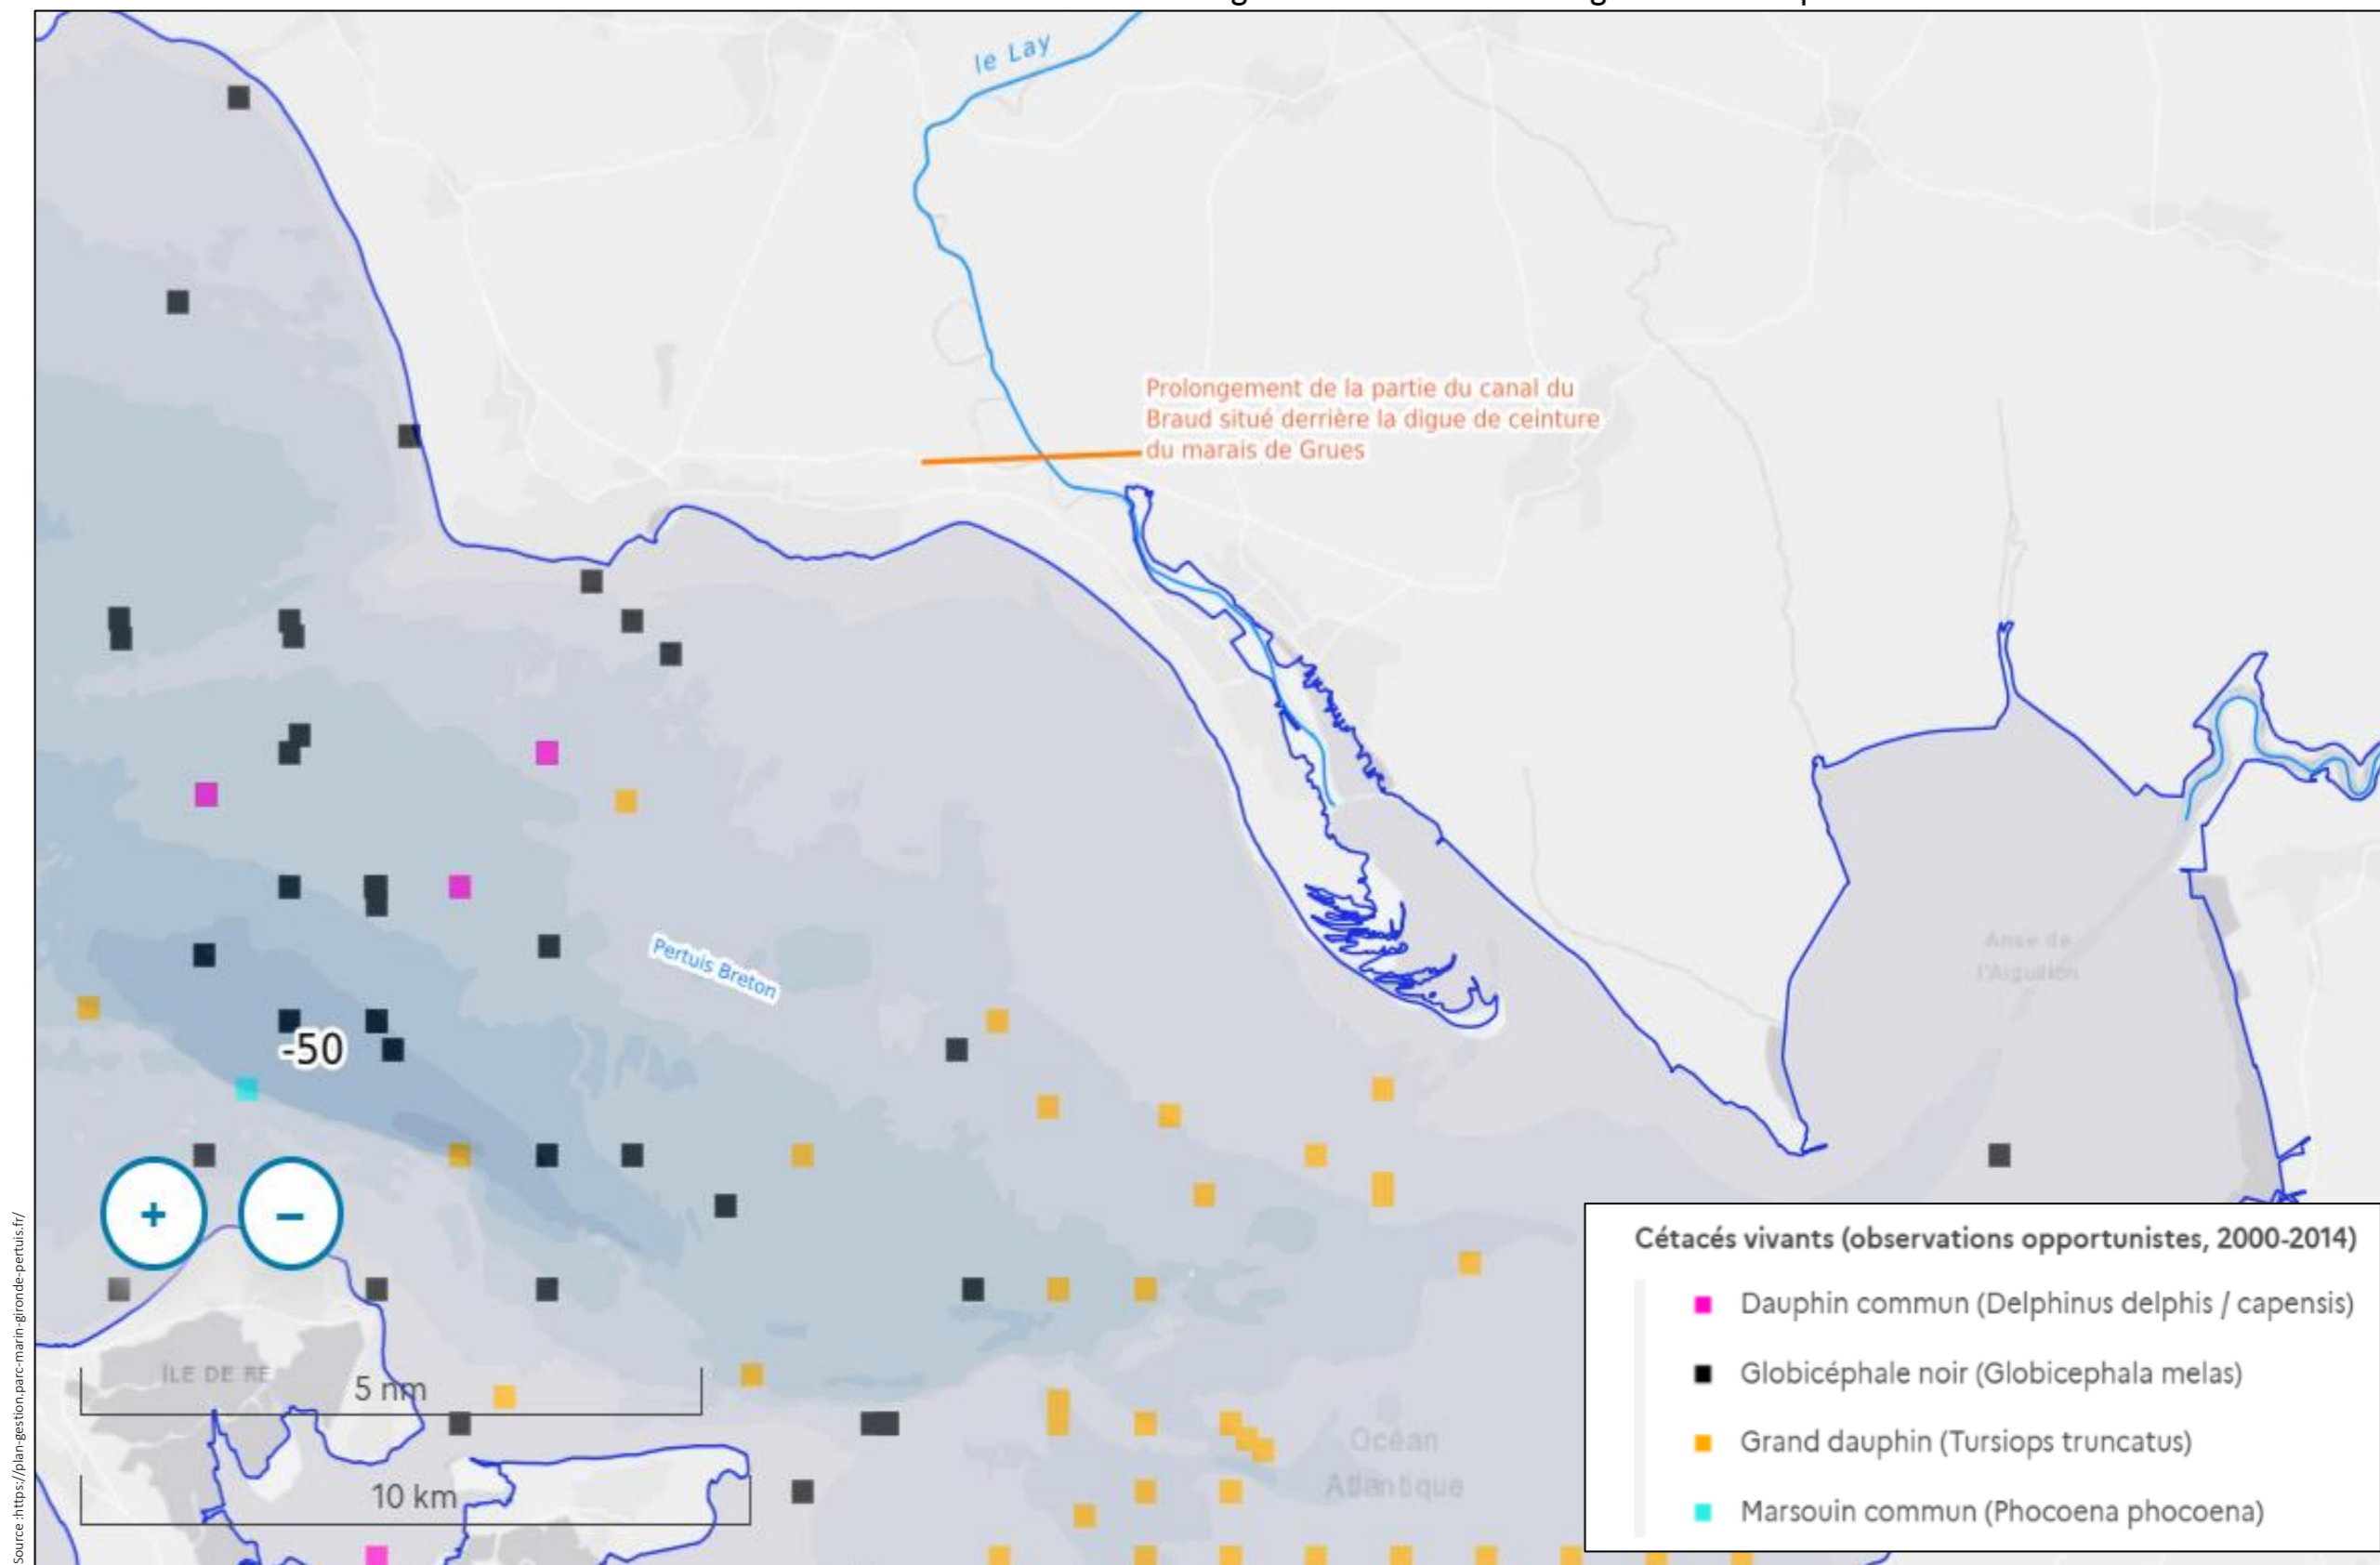 le Lay
Prolongement de la partie du canal du
Braud situé derrière la digue de ceinture
du marais de Grues
Pertuis Breton
Anse de
l'Aiguillon
-50
+
−
ÎLE DE RÉ
5 nm
10 km
Océan
Atlantique
Cétacés vivants (observations opportunistes, 2000-2014)
Dauphin commun (Delphinus delphis / capensis)
Globicéphale noir (Globicephala melas)
Grand dauphin (Tursiops truncatus)
Marsouin commun (Phocoena phocoena)
Source :https://plan-gestion.parc-marin-gironde-pertuis.fr/